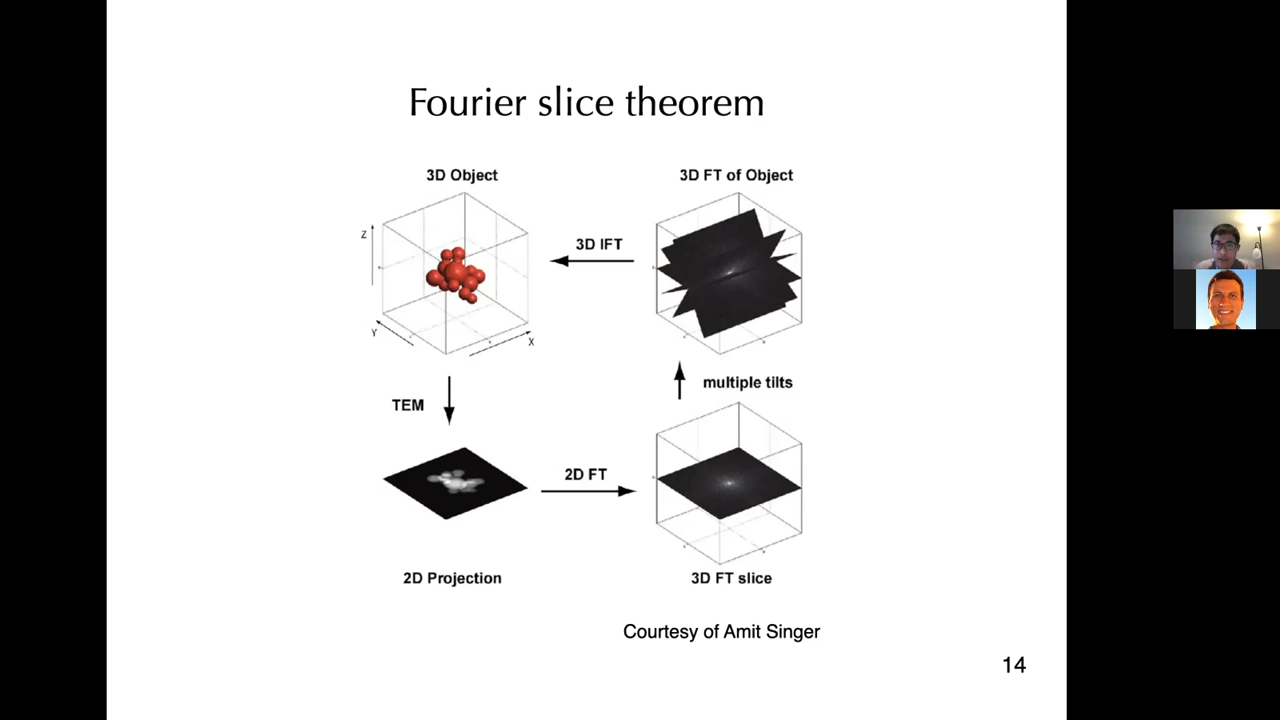 Fourier slice theorem
3D Object
3D FT of Object
Z
3D IFT
Y
X
TEM
multiple tilts
2D FT
2D Projection
3D FT slice
Courtesy of Amit Singer
14